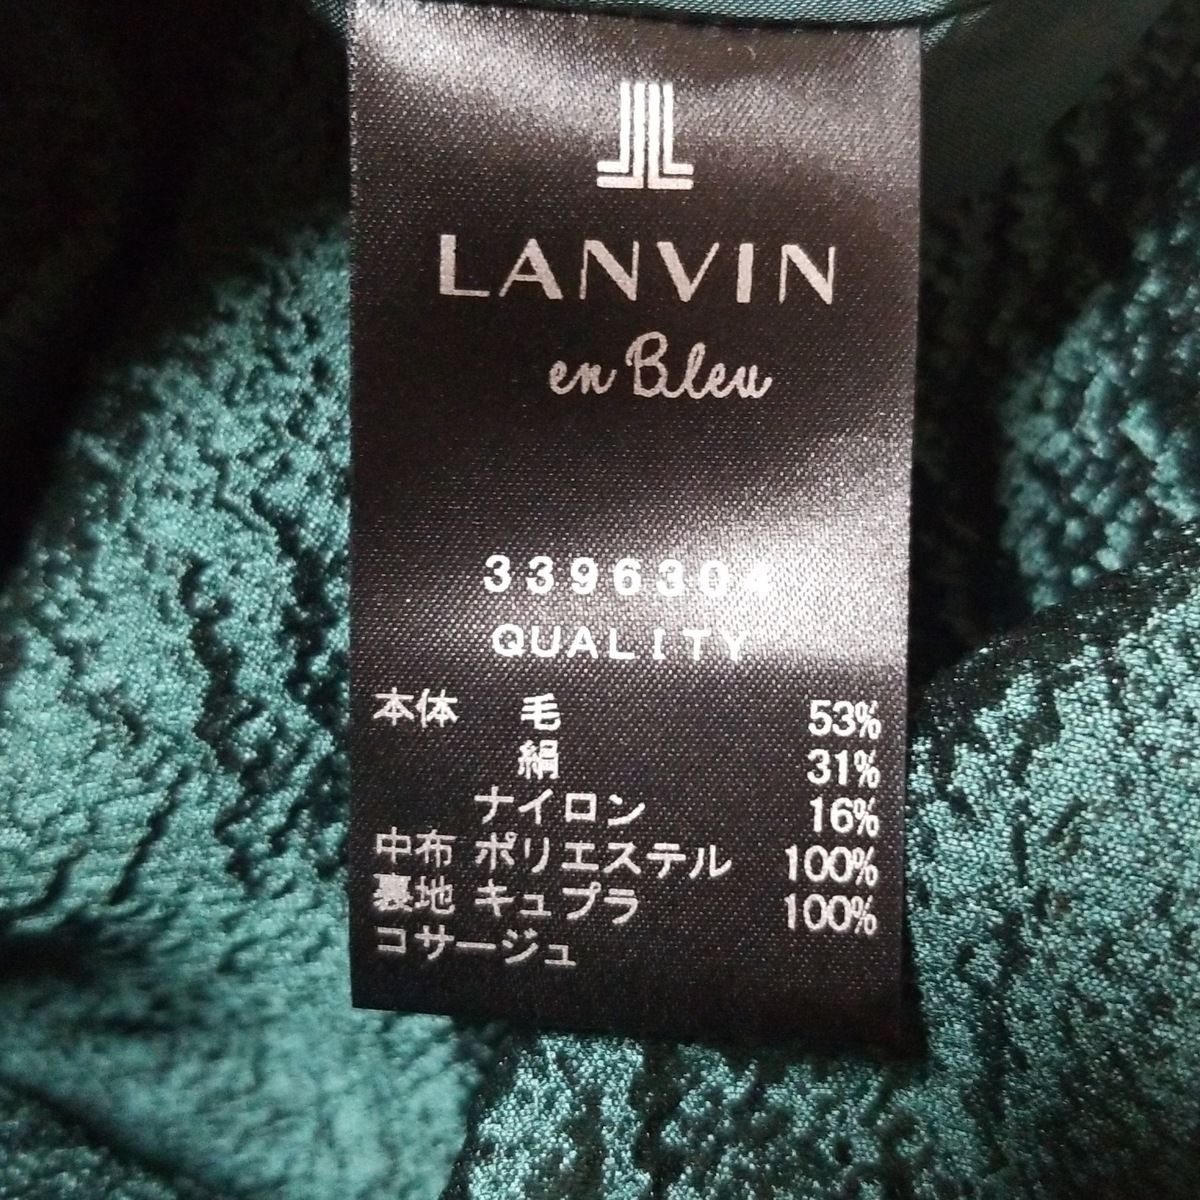 LANVIN
en Bleu
3396304
QUALITY
本体 毛 53%
絹 31%
ナイロン 16%
中布 ポリエステル 100%
裏地 キュプラ 100%
コサージュ